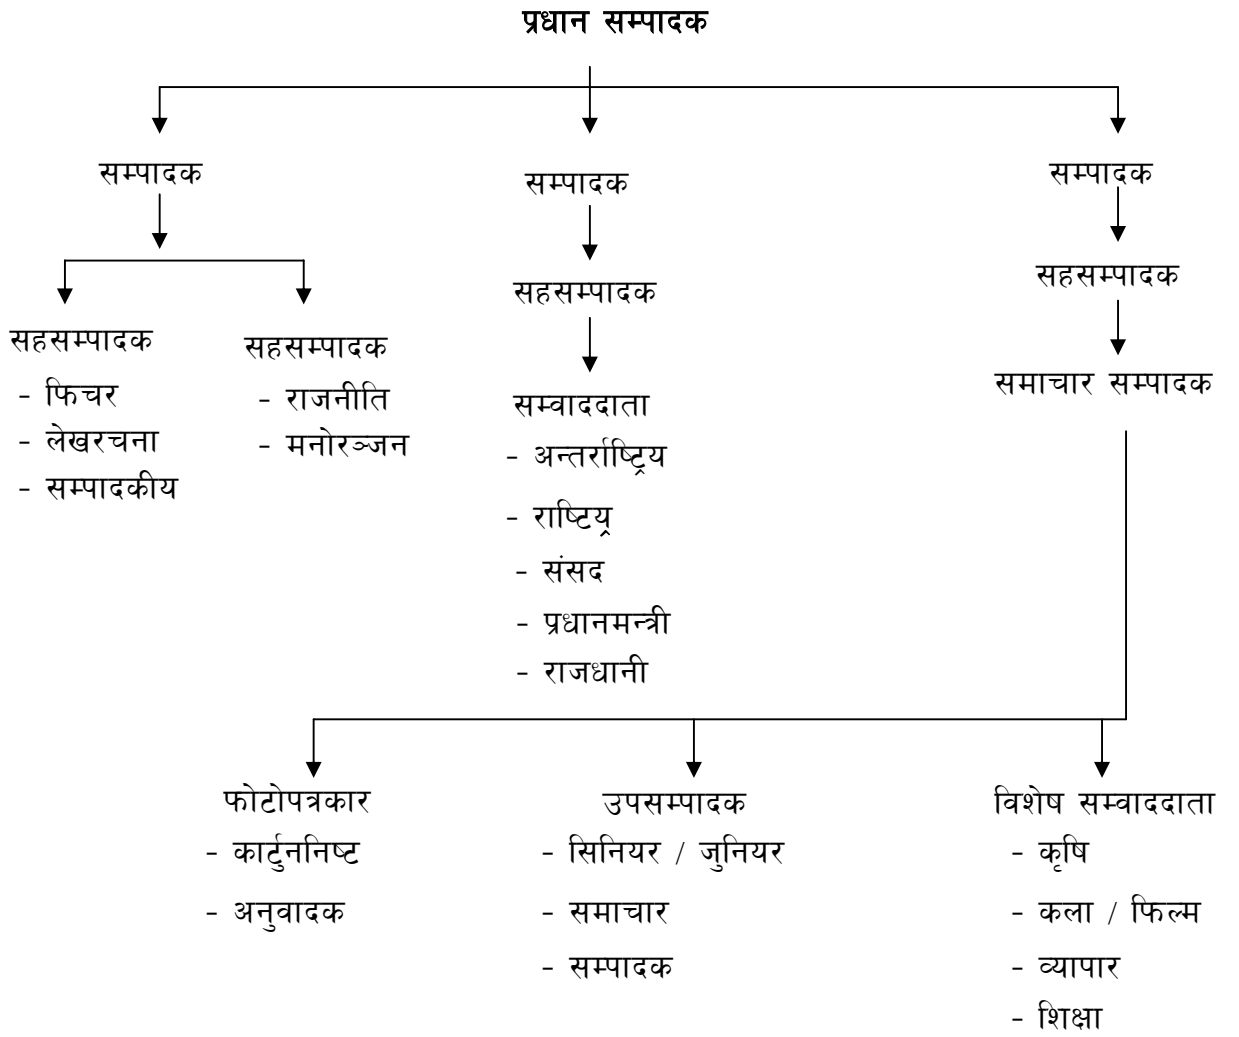 प्रधान सम्पादक
सम्पादक
सम्पादक
सम्पादक
सहसम्पादक
- फिचर
- लेखरचना
- सम्पादकीय
सहसम्पादक
- राजनीति
- मनोरञ्जन
सहसम्पादक
सम्वाददाता
- अन्तर्राष्ट्रिय
- राष्टिय्र
- संसद
- प्रधानमन्त्री
- राजधानी
सहसम्पादक
समाचार सम्पादक
फोटोपत्रकार
- कार्टुननिष्ट
- अनुवादक
उपसम्पादक
- सिनियर / जुनियर
- समाचार
- सम्पादक
विशेष सम्वाददाता
- कृषि
- कला / फिल्म
- व्यापार
- शिक्षा